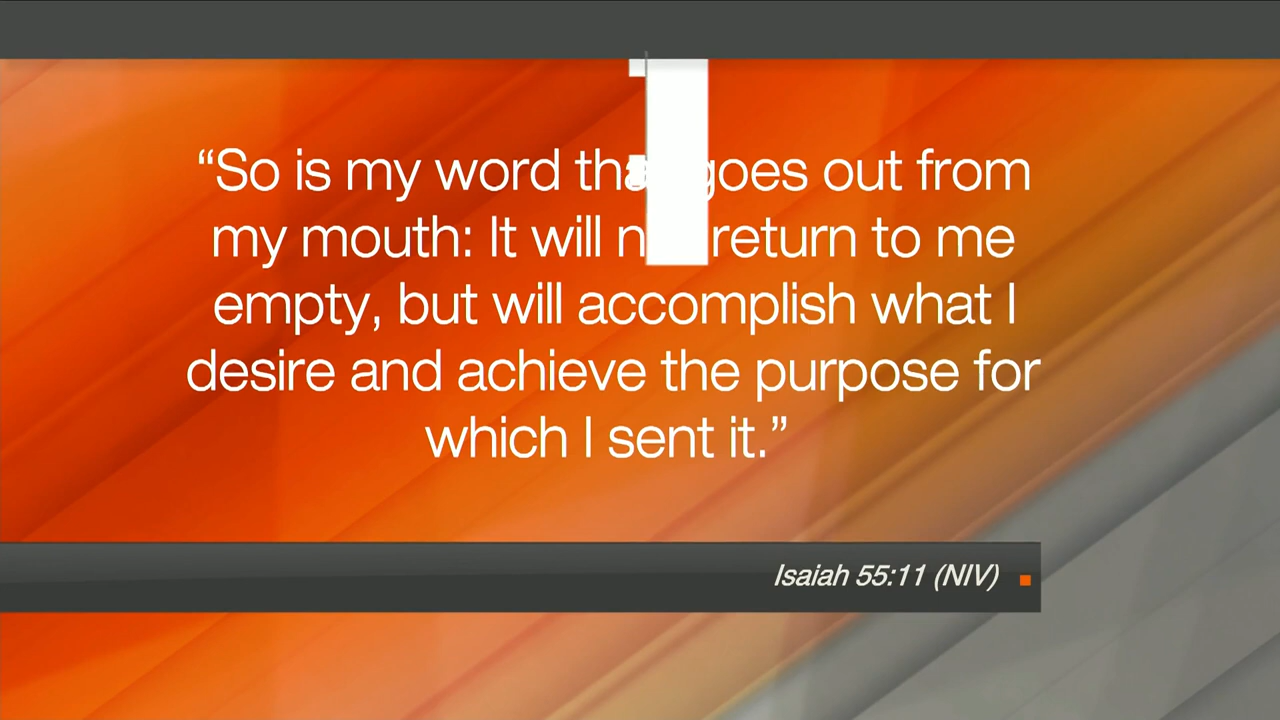 “So is my word goes out from
my mouth: It will return to me
empty, but will accomplish what I
desire and achieve the purpose for
which I sent it.”
Isaiah 55:11 (NIV)